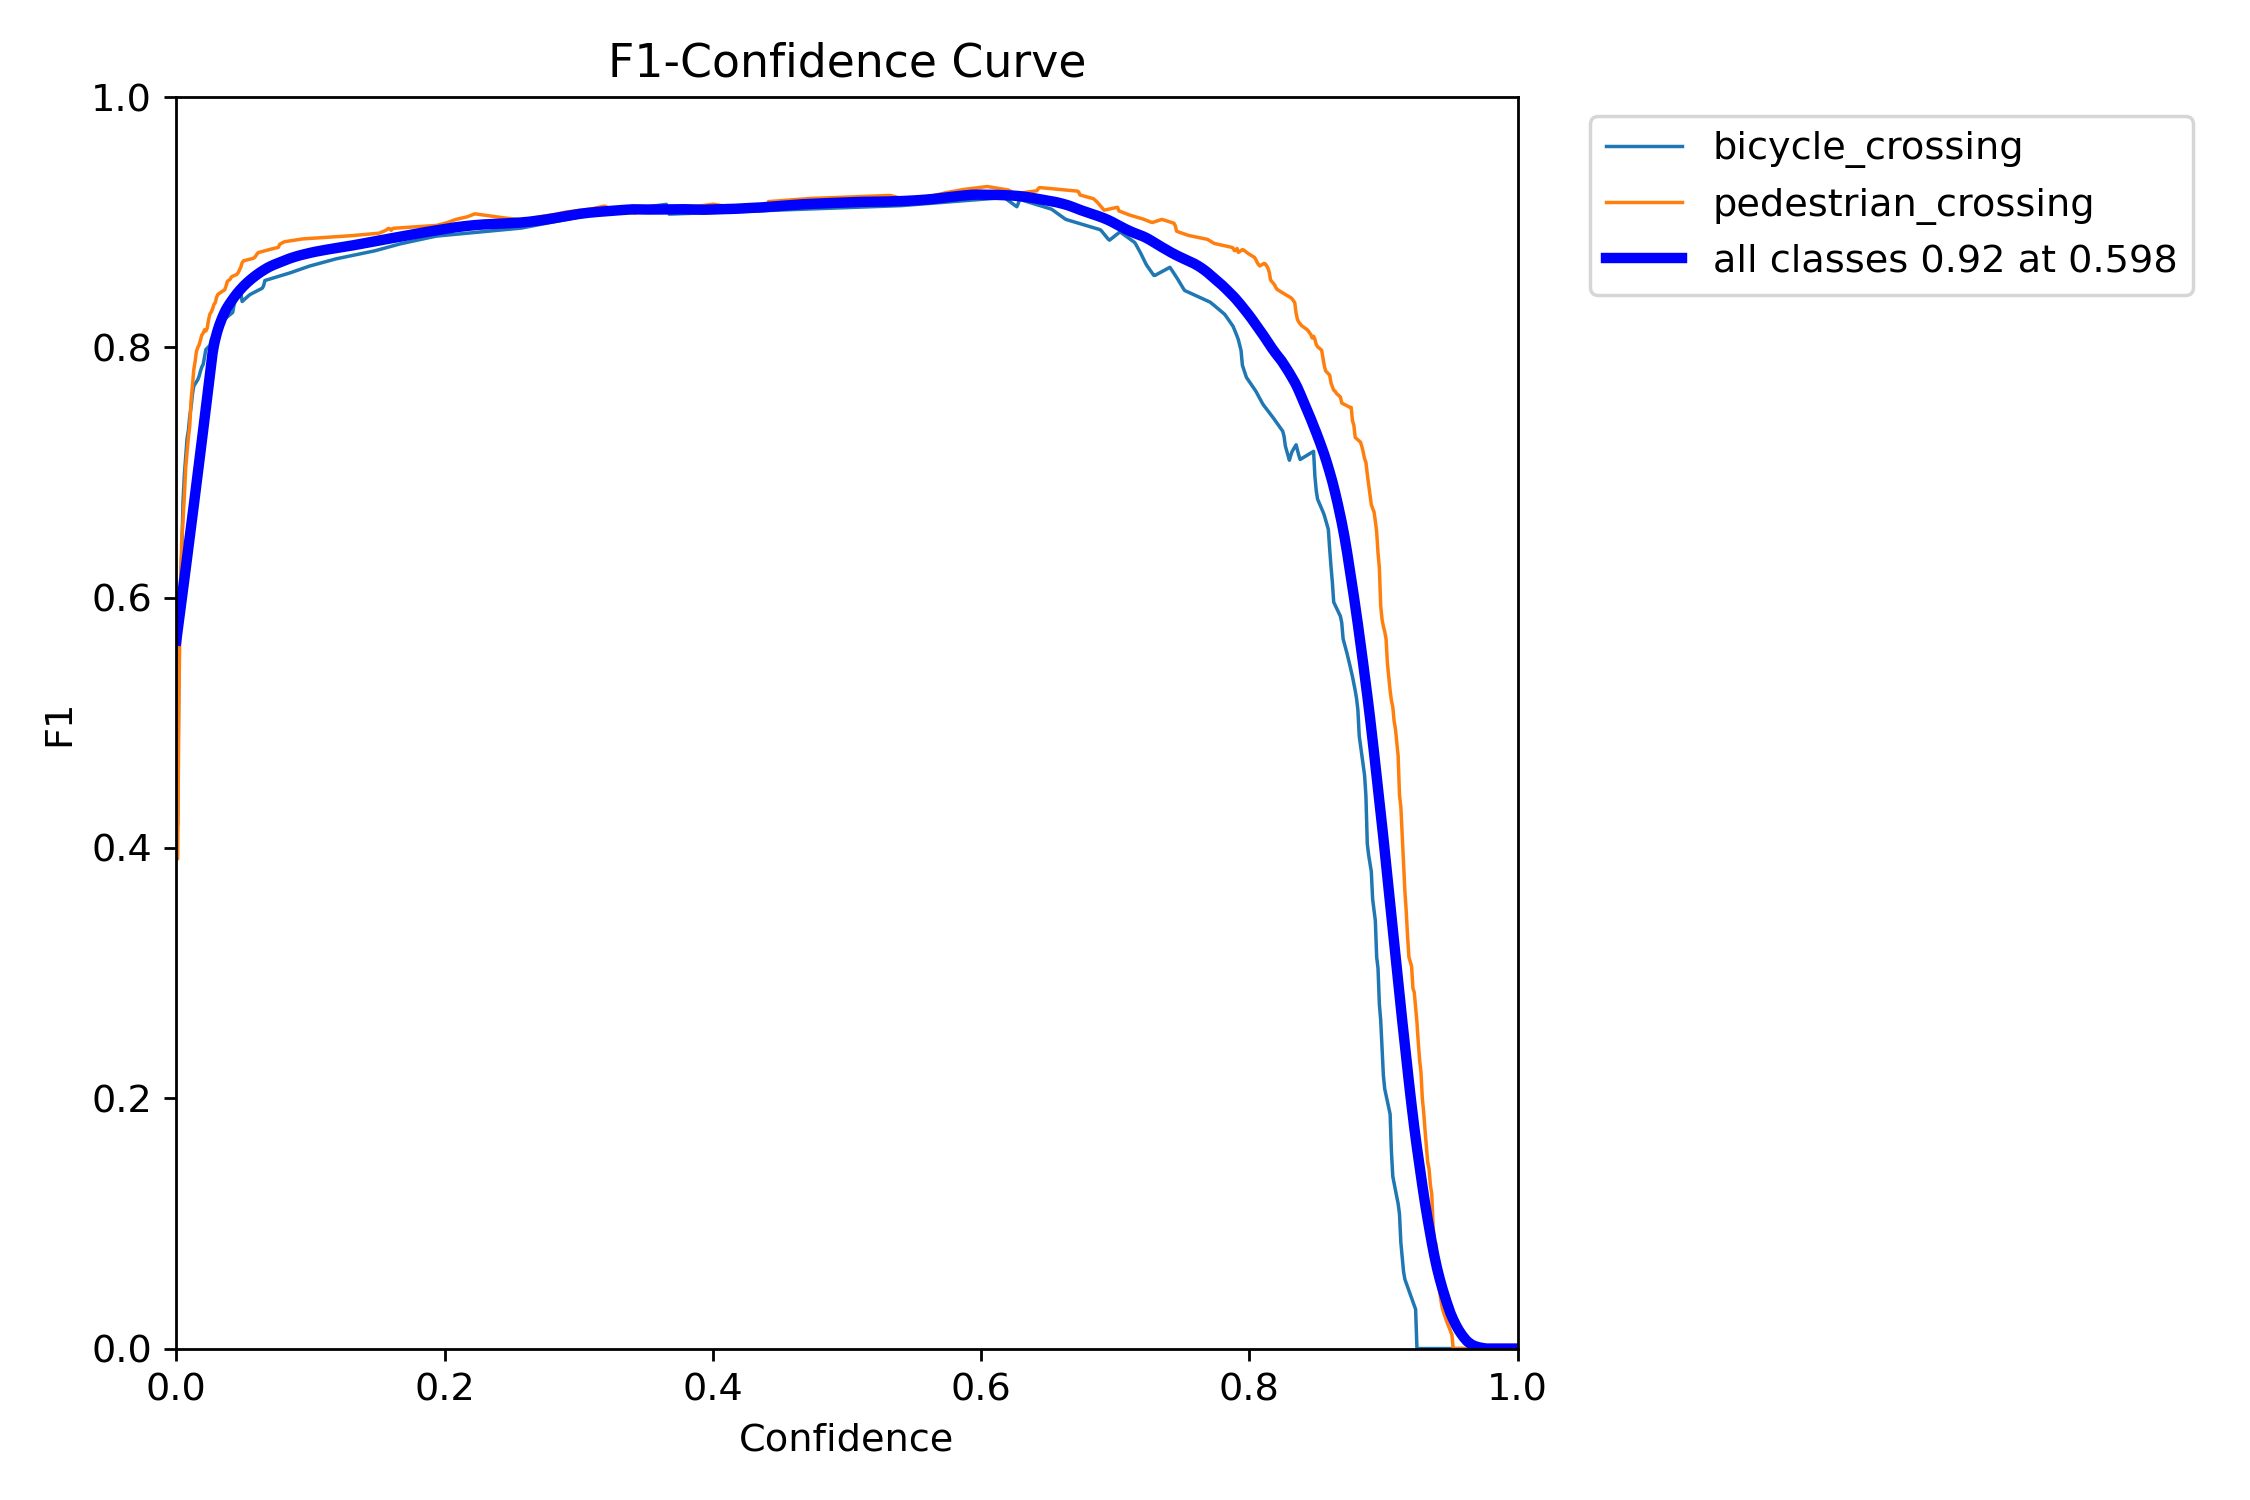 F1-Confidence Curve
1.0
0.8
0.6
0.4
0.2
0.0
F1
0.0 0.2 0.4 0.6 0.8 1.0
Confidence
bicycle_crossing
pedestrian_crossing
all classes 0.92 at 0.598